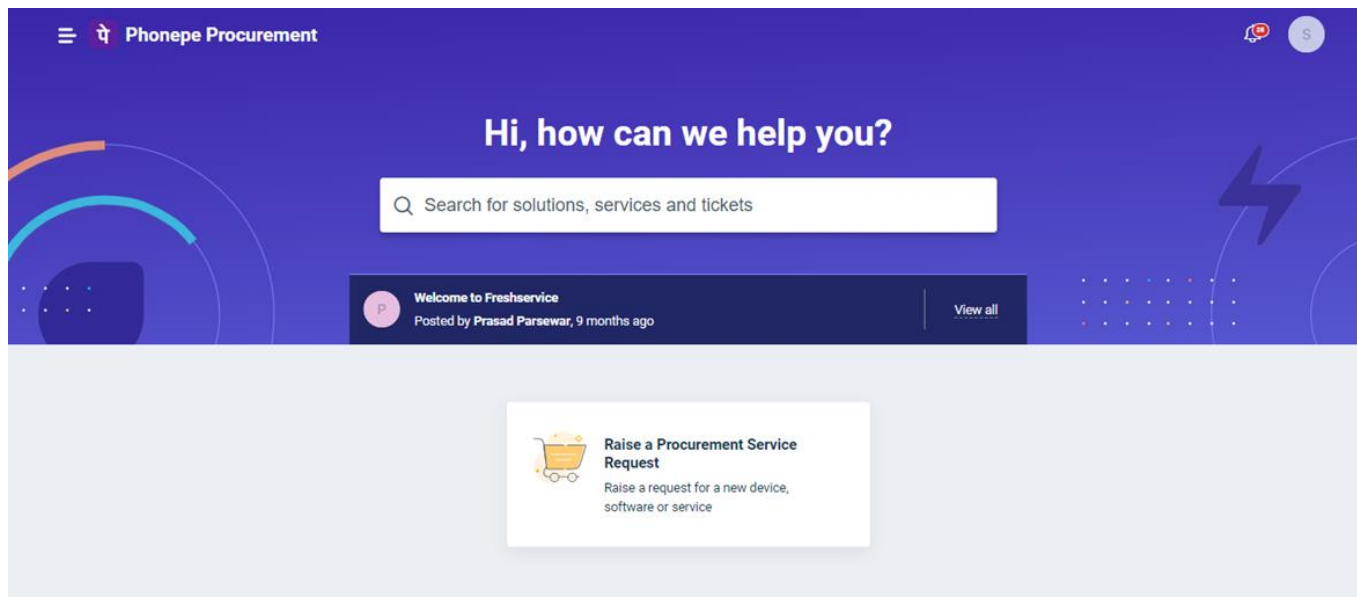 पे Phonepe Procurement
S
Hi, how can we help you?
Search for solutions, services and tickets
P
Welcome to Freshservice
Posted by Prasad Parsewar, 9 months ago
View all
Raise a Procurement Service
Request
Raise a request for a new device,
software or service